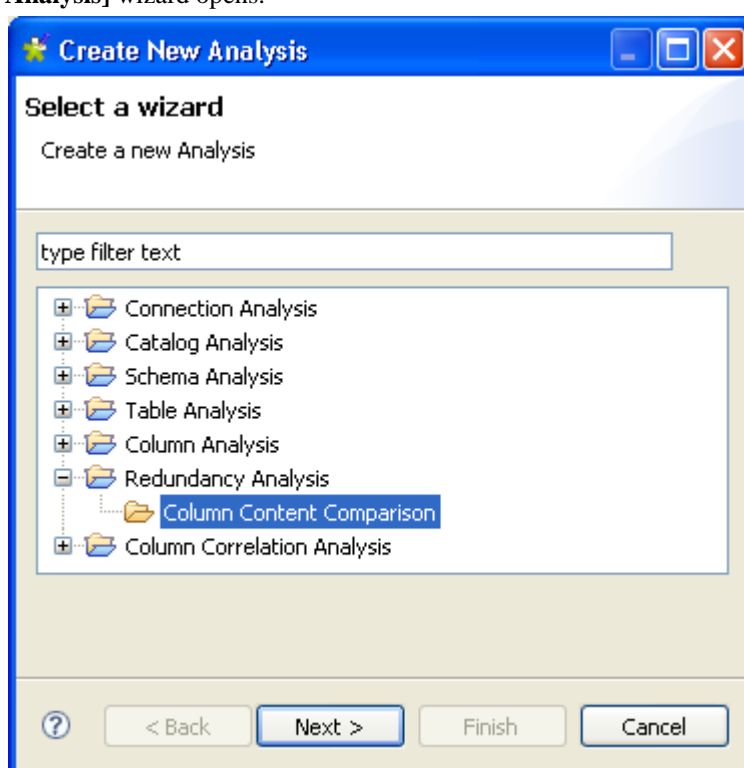 Analysis] wizard opens.
Create New Analysis
Select a wizard
Create a new Analysis
type filter text
Connection Analysis
Catalog Analysis
Schema Analysis
Table Analysis
Column Analysis
Redundancy Analysis
Column Content Comparison
Column Correlation Analysis
? < Back Next > Finish Cancel